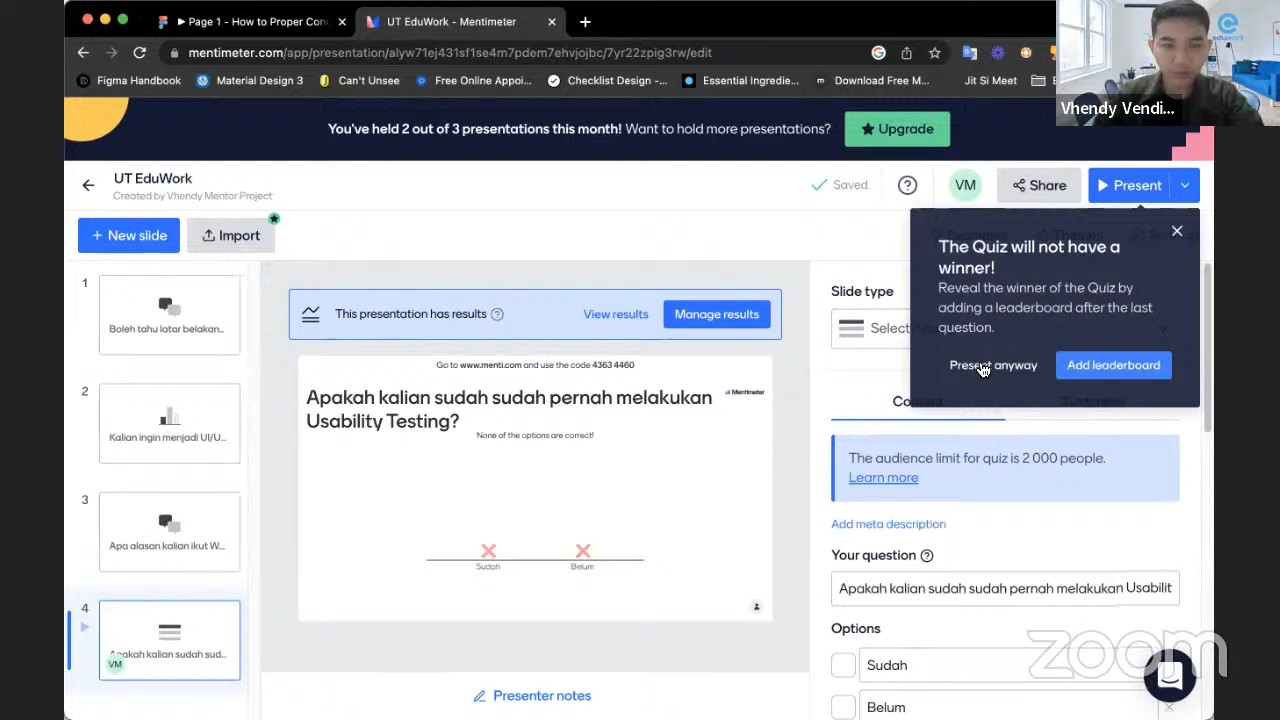 Page 1 - How to Proper Con
UT EduWork - Mentimeter
mentimeter.com/app/presentation/alyw71el431sf1se4m7fum7n7ehvjojbc/7y722zpig3rw/edit
Figma Handbook
Material Design 3
Can't Unsee
Free Online Appoi...
Checklist Design -...
Essential Ingredie...
Download Free M...
Jit Si Meet
eduwork
Vhendy Vendi...
You've held 2 out of 3 presentations this month! Want to hold more presentations?
Upgrade
UT EduWork
Created by Vhendy Mentor Project
Saved
VM
Share
Present
+ New slide
Import
The Quiz will not have a
winner!
Reveal the winner of the Quiz by
adding a leaderboard after the last
question.
Present anyway
Add leaderboard
1
Boleh tahu latar belakan...
2
Kalian ingin menjadi UI/U...
3
Apa alasan kalian ikut W...
4
Apakah kalian sudah sud...
VM
This presentation has results
View results
Manage results
Go to www.menti.com and use the code 4363 4460
Apakah kalian sudah sudah pernah melakukan
Usability Testing?
Mentimeter
None of the options are correct!
Sudah
Belum
Presenter notes
Slide type
Content
Customize
The audience limit for quiz is 2 000 people.
Learn more
Add meta description
Your question
Apakah kalian sudah sudah pernah melakukan Usabilit
Options
Sudah
Belum
zoom